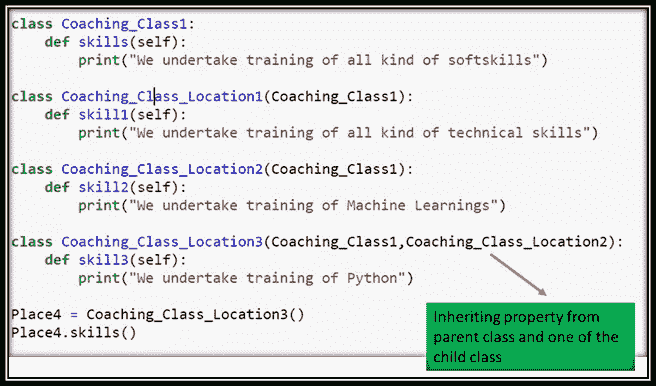 class Coaching_Class1:
    def skills(self):
        print("We undertake training of all kind of softskills")
class Coaching_Class_Location1(Coaching_Class1):
    def skill1(self):
        print("We undertake training of all kind of technical skills")
class Coaching_Class_Location2(Coaching_Class1):
    def skill2(self):
        print("We undertake training of Machine Learnings")
class Coaching_Class_Location3(Coaching_Class1,Coaching_Class_Location2):
    def skill3(self):
        print("We undertake training of Python")
Place4 = Coaching_Class_Location3()
Place4.skills()
Inheriting property from
parent class and one of the
child class